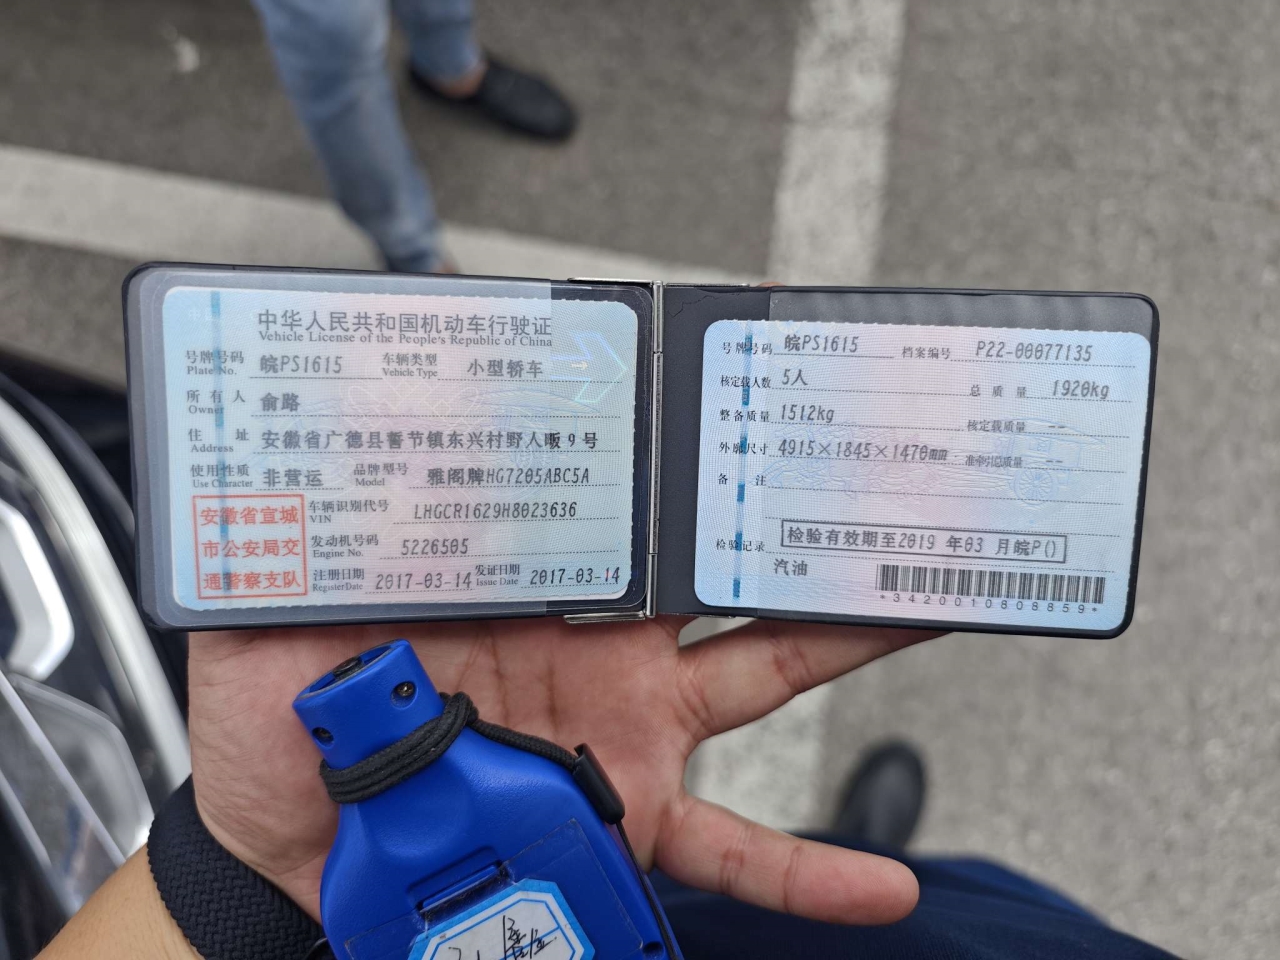 中华人民共和国机动车行驶证
Vehicle License of the People's Republic of China
号牌号码 皖PS1615 车辆类型 小型轿车
Plate No. Vehicle Type
所有人 俞路
Owner
住址 安徽省广德县誓节镇东兴村野人畈9号
Address
使用性质 非营运 品牌型号 雅阁牌HG7205ABC5A
Use Character Model
安徽省宣城
市公安局交
通警察支队
车辆识别代号 LHGCR1629H8023636
VIN
发动机号码 5226505
Engine No.
注册日期 2017-03-14 发证日期 2017-03-14
Register Date Issue Date
号牌号码 皖PS1615 档案编号 P22-00077135
核定载人数 5人 总质量 1920kg
整备质量 1512kg 核定载质量 --
外廓尺寸 4915×1845×1470mm 准牵引总质量 --
备注
检验记录 检验有效期至2019年03月皖P()
汽油
*3420010808859*